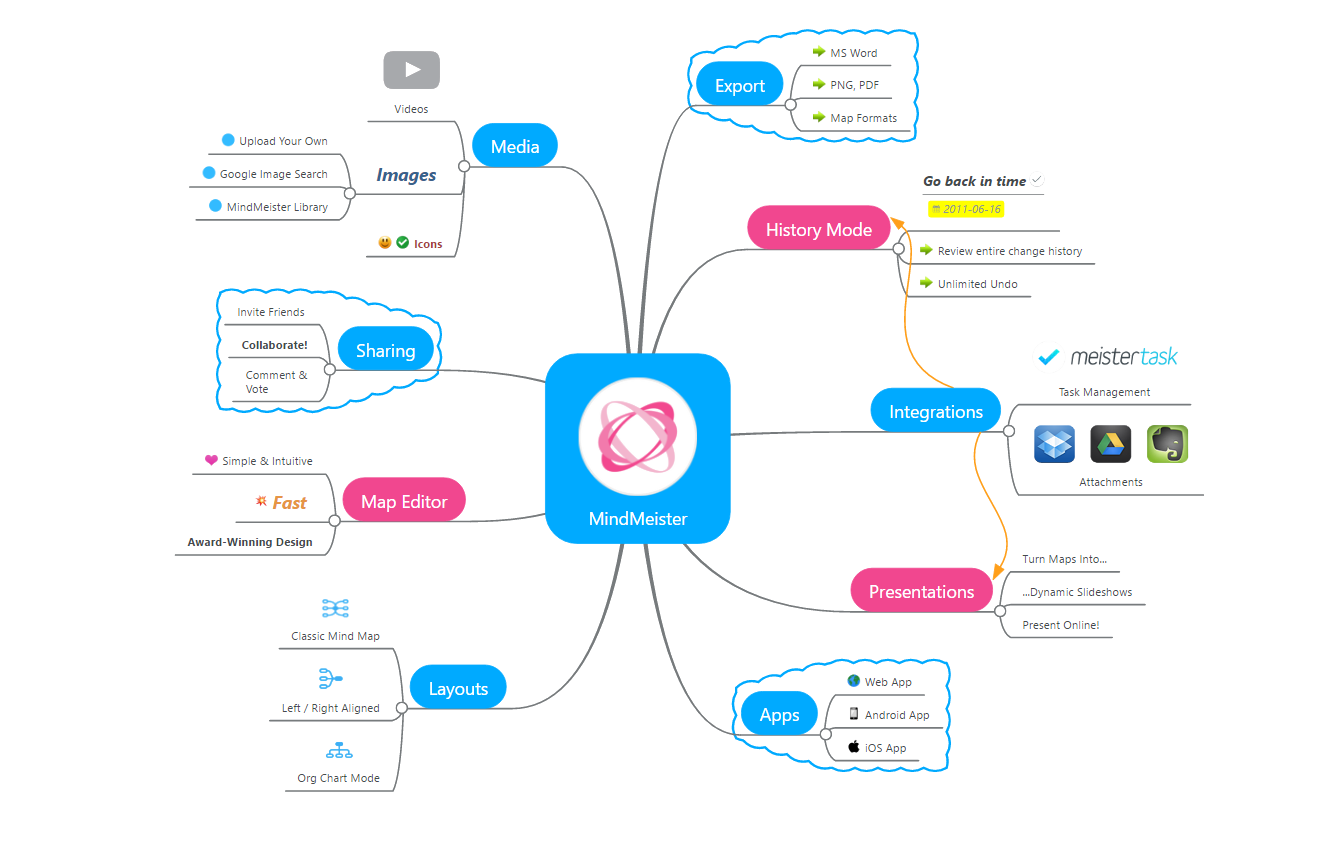 Videos
Upload Your Own
Google Image Search
MindMeister Library
Images
Icons
Media
Invite Friends
Collaborate!
Comment &
Vote
Sharing
Simple & Intuitive
Fast
Award-Winning Design
Map Editor
Classic Mind Map
Left / Right Aligned
Org Chart Mode
Layouts
MindMeister
Export
MS Word
PNG, PDF
Map Formats
History Mode
Go back in time
2011-06-16
Review entire change history
Unlimited Undo
Integrations
meistertask
Task Management
Attachments
Presentations
Turn Maps Into...
...Dynamic Slideshows
Present Online!
Apps
Web App
Android App
iOS App